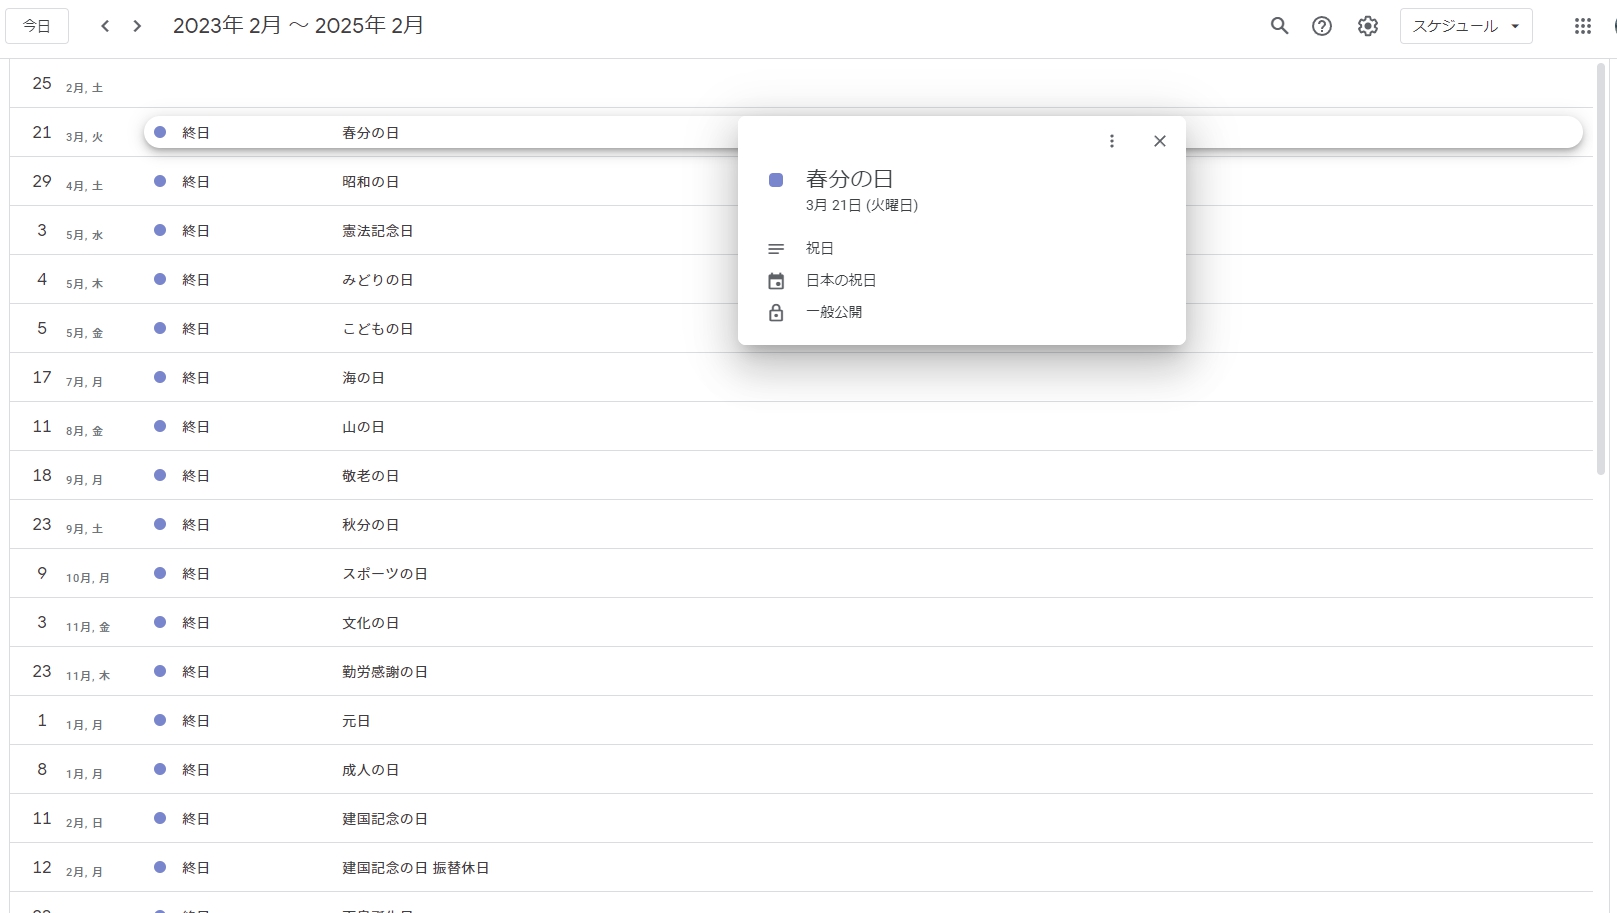 今日 2023年 2月 ～ 2025年 2月 スケジュール
25 2月, 土
21 3月, 火 終日 春分の日
29 4月, 土 終日 昭和の日
3 5月, 水 終日 憲法記念日
4 5月, 木 終日 みどりの日
5 5月, 金 終日 こどもの日
17 7月, 月 終日 海の日
11 8月, 金 終日 山の日
18 9月, 月 終日 敬老の日
23 9月, 土 終日 秋分の日
9 10月, 月 終日 スポーツの日
3 11月, 金 終日 文化の日
23 11月, 木 終日 勤労感謝の日
1 1月, 月 終日 元日
8 1月, 月 終日 成人の日
11 2月, 日 終日 建国記念の日
12 2月, 月 終日 建国記念の日 振替休日
春分の日
3月 21日 (火曜日)
祝日
日本の祝日
一般公開